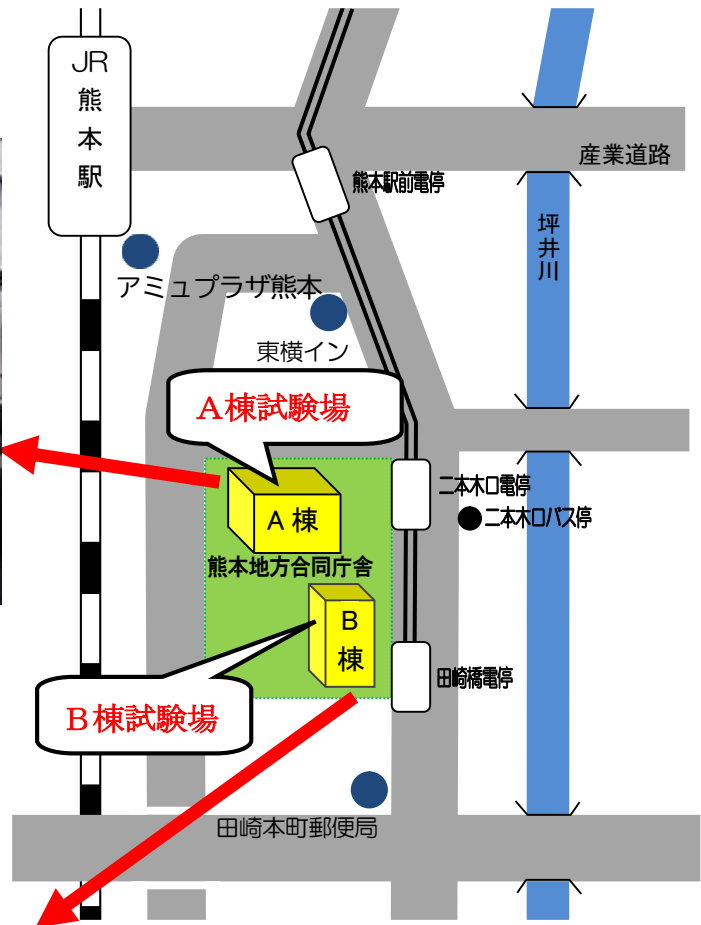 JR
熊
本
駅
産業道路
熊本駅前電停
坪
井
川
アミュプラザ熊本
東横イン
A棟試験場
二本木口電停
二本木口バス停
A 棟
熊本地方合同庁舎
B
棟
田崎橋電停
B棟試験場
田崎本町郵便局